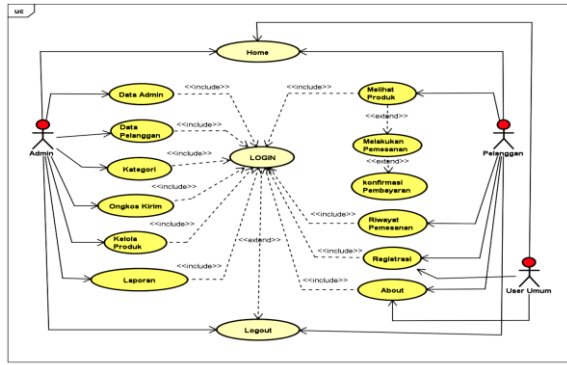 uc
Home
<<include>>
Data Admin
<<include>>
Melihat
Produk
<<include>>
<<extend>>
Data
Pelanggan
Admin
Pelanggan
LOGIN
Melakukan
Pemesanan
<<include>>
<<extend>>
Kategori
konfirmasi
Pembayaran
<<include>>
Ongkos Kirim
<<include>>
Riwayat
Pemesanan
<<include>>
Kelola
Produk
<<extend>>
<<include>>
Registrasi
<<include>>
Laporan
<<include>>
About
User Umum
Logout